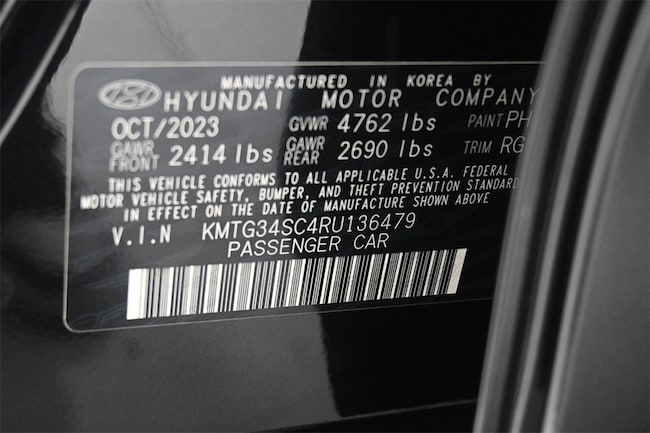 MANUFACTURED IN KOREA BY
HYUNDAI MOTOR COMPANY
OCT/2023 GVWR 4762 lbs PAINT PH
GAWR FRONT 2414 lbs GAWR REAR 2690 lbs TRIM RG
THIS VEHICLE CONFORMS TO ALL APPLICABLE U.S.A. FEDERAL
MOTOR VEHICLE SAFETY, BUMPER, AND THEFT PREVENTION STANDARD
IN EFFECT ON THE DATE OF MANUFACTURE SHOWN ABOVE
V.I.N KMTG34SC4RU136479
PASSENGER CAR